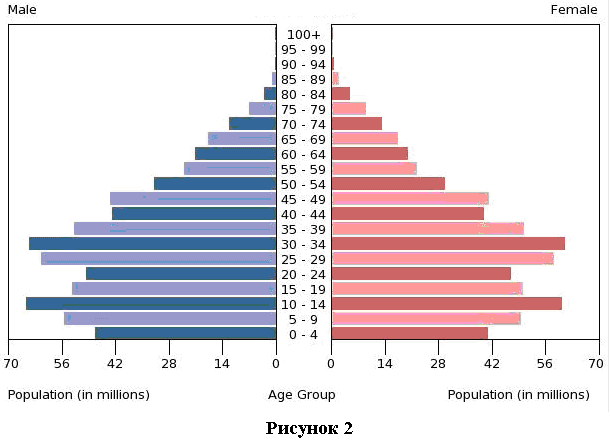 Male Female
100+
95 - 99
90 - 94
85 - 89
80 - 84
75 - 79
70 - 74
65 - 69
60 - 64
55 - 59
50 - 54
45 - 49
40 - 44
35 - 39
30 - 34
25 - 29
20 - 24
15 - 19
10 - 14
5 - 9
0 - 4
70 56 42 28 14 0 0 14 28 42 56 70
Population (in millions) Age Group Population (in millions)
Рисунок 2